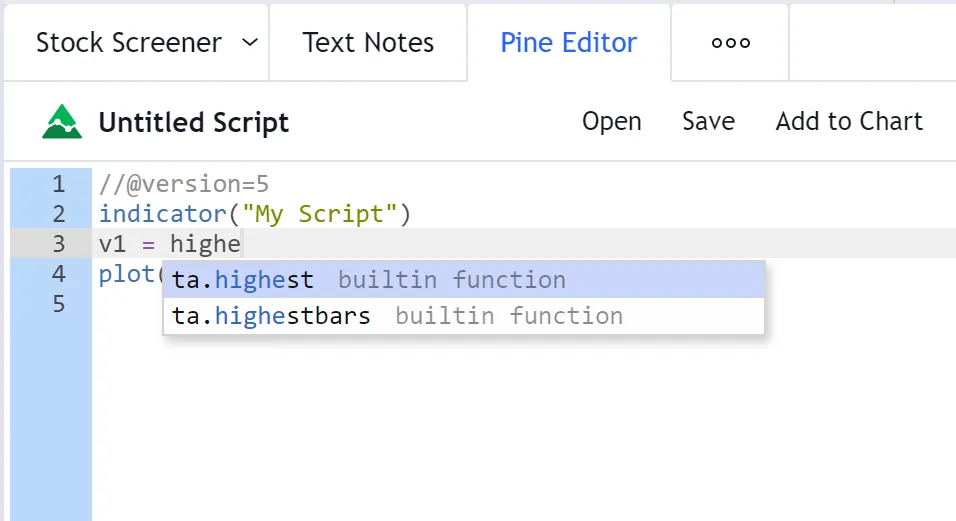 Stock Screener Text Notes Pine Editor ooo
Untitled Script Open Save Add to Chart
1 //@version=5
2 indicator("My Script")
3 v1 = highe
4 plot(
ta.highest builtin function
ta.highestbars builtin function
5